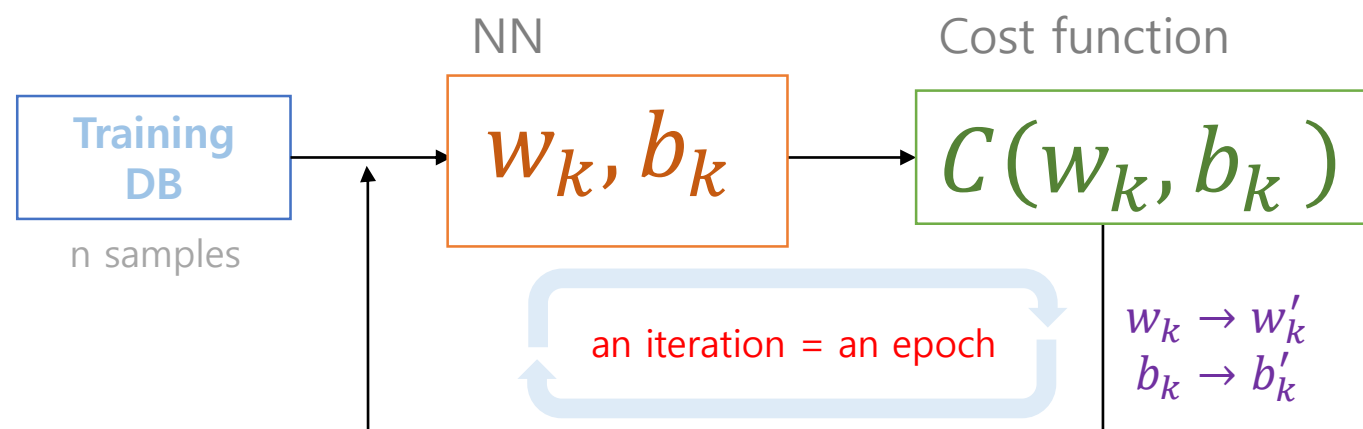 NN
Cost function
Training
DB
n samples
w_k, b_k
C(w_k, b_k)
an iteration = an epoch
w_k → w′_k
b_k → b′_k